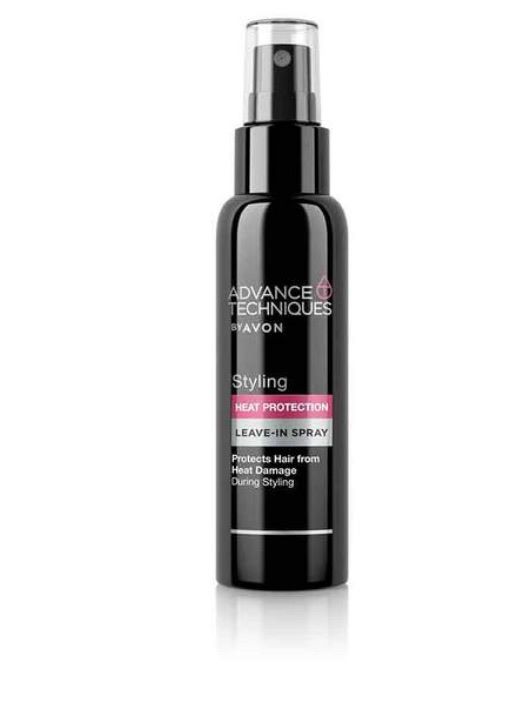 ADVANCE
TECHNIQUES
BY AVON
Styling
HEAT PROTECTION
LEAVE-IN SPRAY
Protects Hair from
Heat Damage
During Styling